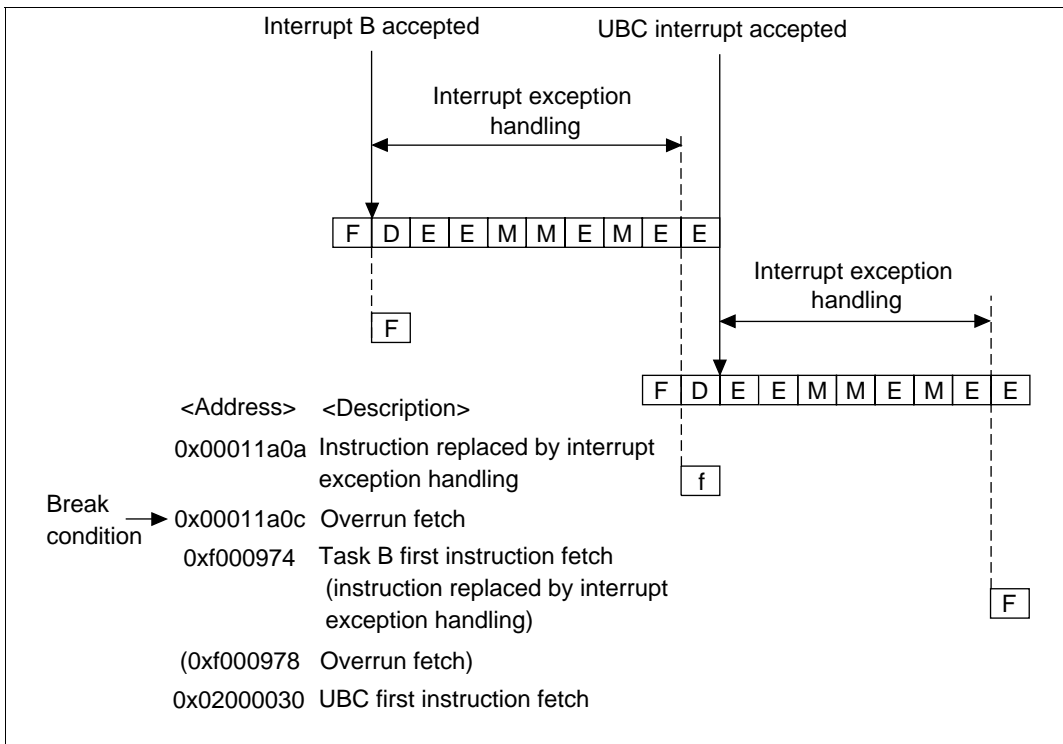 Interrupt B accepted
UBC interrupt accepted
Interrupt exception
handling
F D E E M M E M E E
Interrupt exception
handling
F
F D E E M M E M E E
<Address> <Description>
0x00011a0a Instruction replaced by interrupt
exception handling
f
Break
condition
0x00011a0c Overrun fetch
0xf000974 Task B first instruction fetch
(instruction replaced by interrupt
exception handling)
F
(0xf000978 Overrun fetch)
0x02000030 UBC first instruction fetch